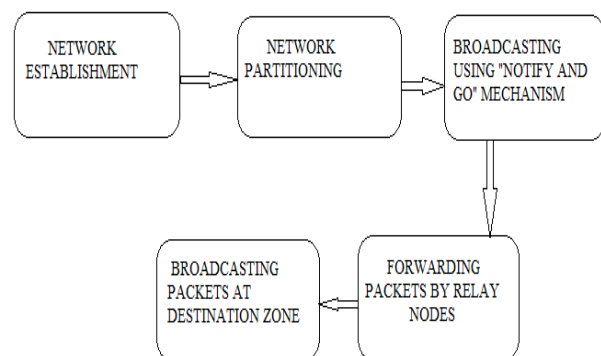 NETWORK
ESTABLISHMENT
NETWORK
PARTITIONING
BROADCASTING
USING "NOTIFY AND
GO" MECHANISM
FORWARDING
PACKETS BY RELAY
NODES
BROADCASTING
PACKETS AT
DESTINATION ZONE